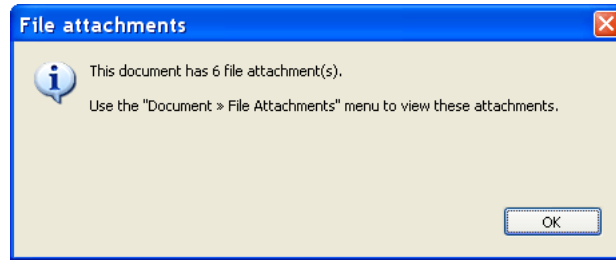 File attachments
This document has 6 file attachment(s).
Use the "Document » File Attachments" menu to view these attachments.
OK